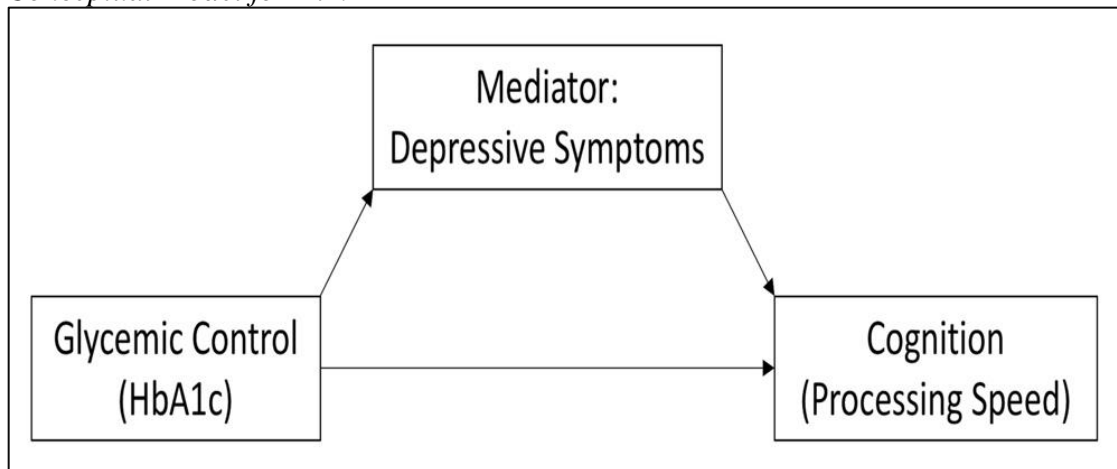 Mediator:
Depressive Symptoms
Glycemic Control
(HbA1c)
Cognition
(Processing Speed)